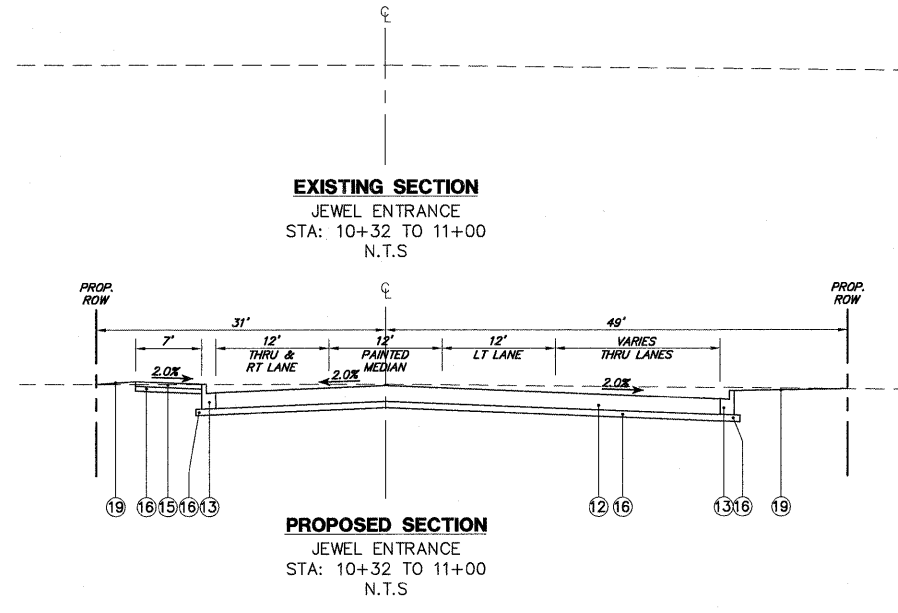 ℄
EXISTING SECTION
JEWEL ENTRANCE
STA: 10+32 TO 11+00
N.T.S
PROP.
ROW
℄
PROP.
ROW
31'
49'
7'
12'
THRU &
RT LANE
12'
PAINTED
MEDIAN
12'
LT LANE
VARIES
THRU LANES
2.0%
2.0%
2.0%
19
16
15
16
13
12
16
13
16
19
PROPOSED SECTION
JEWEL ENTRANCE
STA: 10+32 TO 11+00
N.T.S